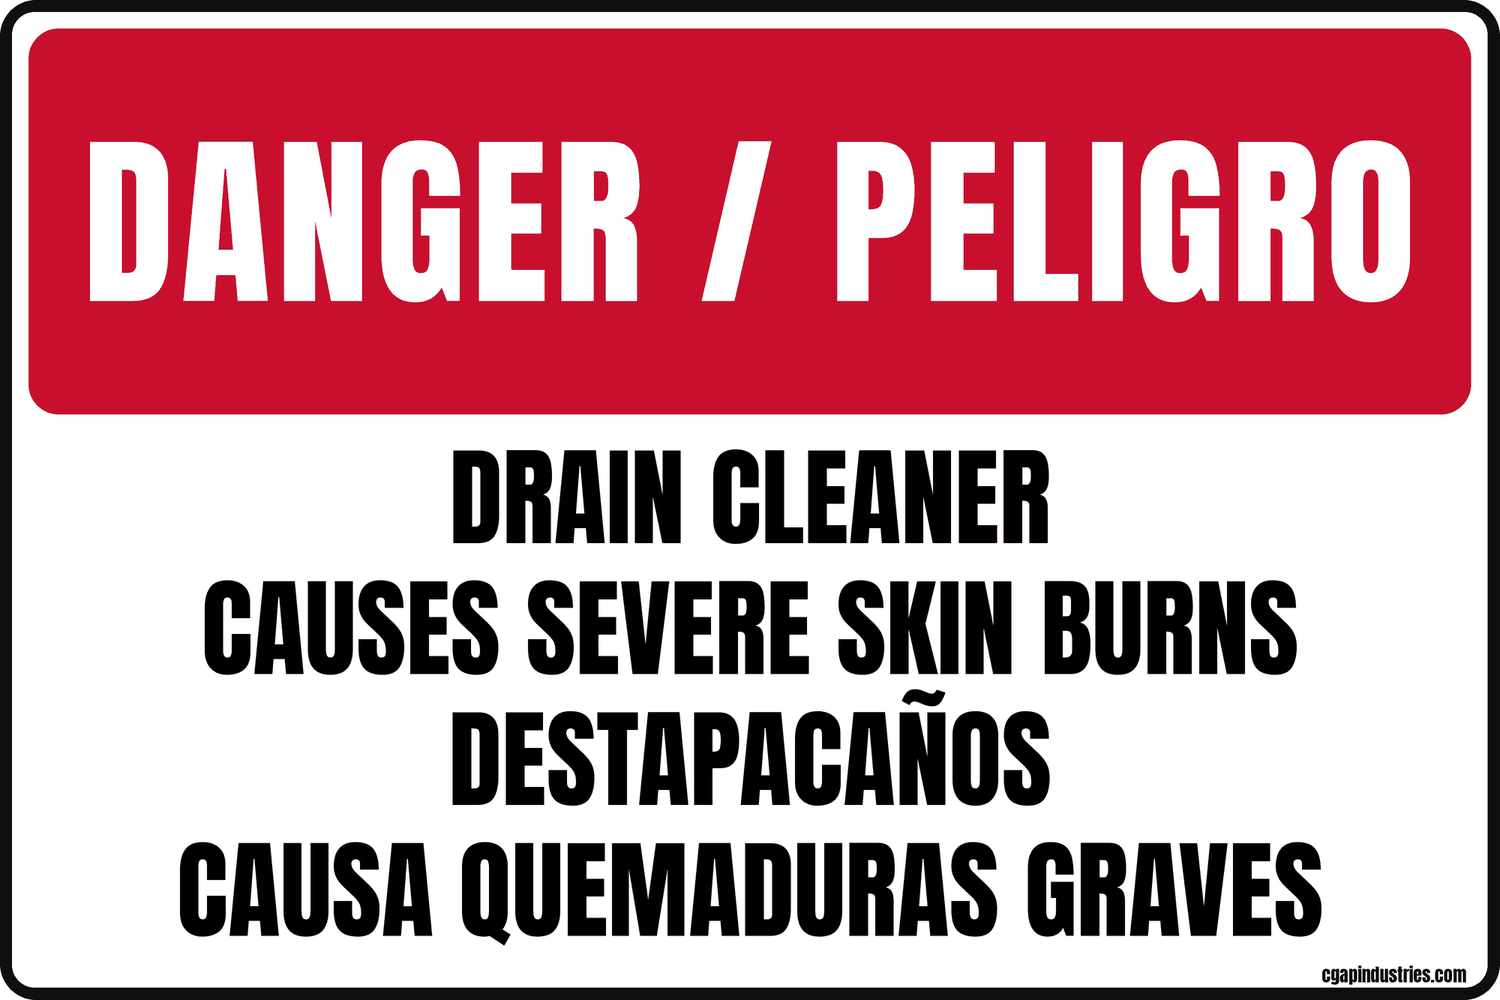 DANGER / PELIGRO
DRAIN CLEANER
CAUSES SEVERE SKIN BURNS
DESTAPACAÑOS
CAUSA QUEMADURAS GRAVES
cgapindustries.com